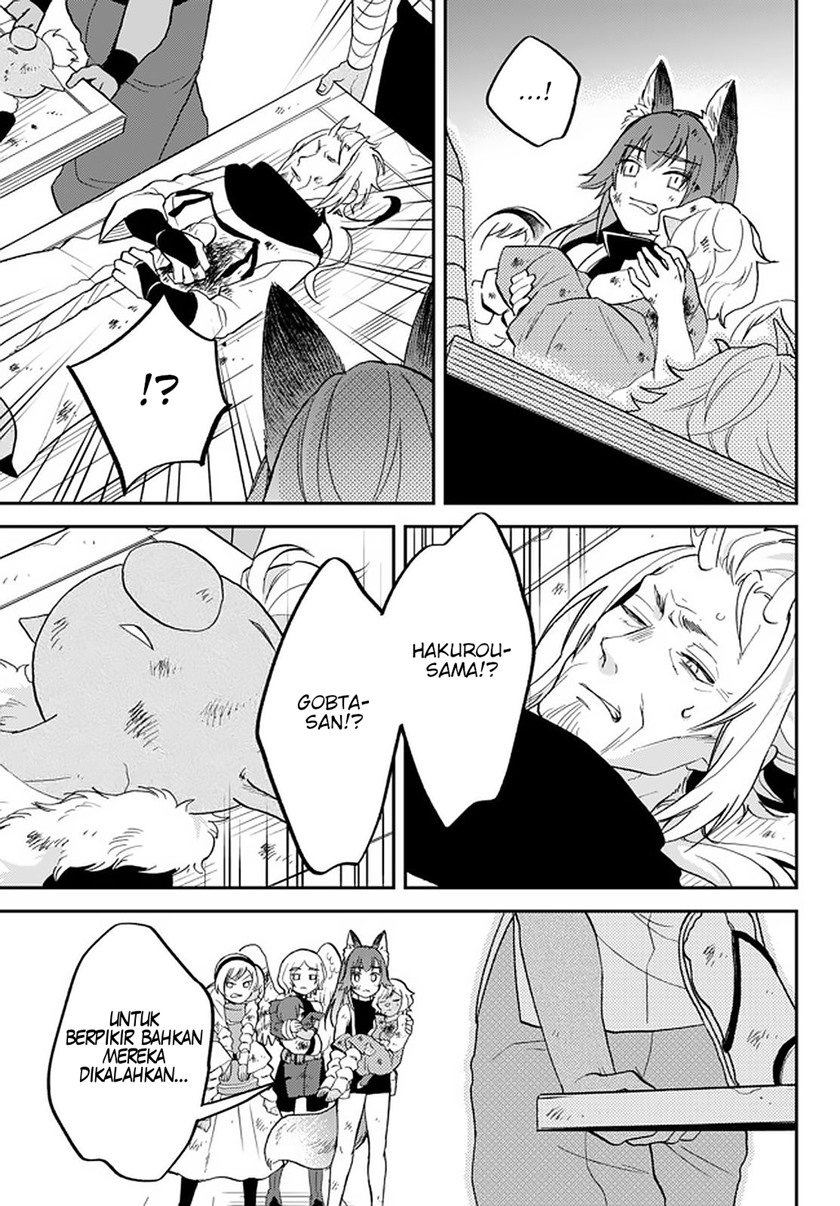 ...!
!?
HAKUROU-
SAMA!?
GOBTA-
SAN!?
UNTUK
BERPIKIR BAHKAN
MEREKA
DIKALAHKAN...